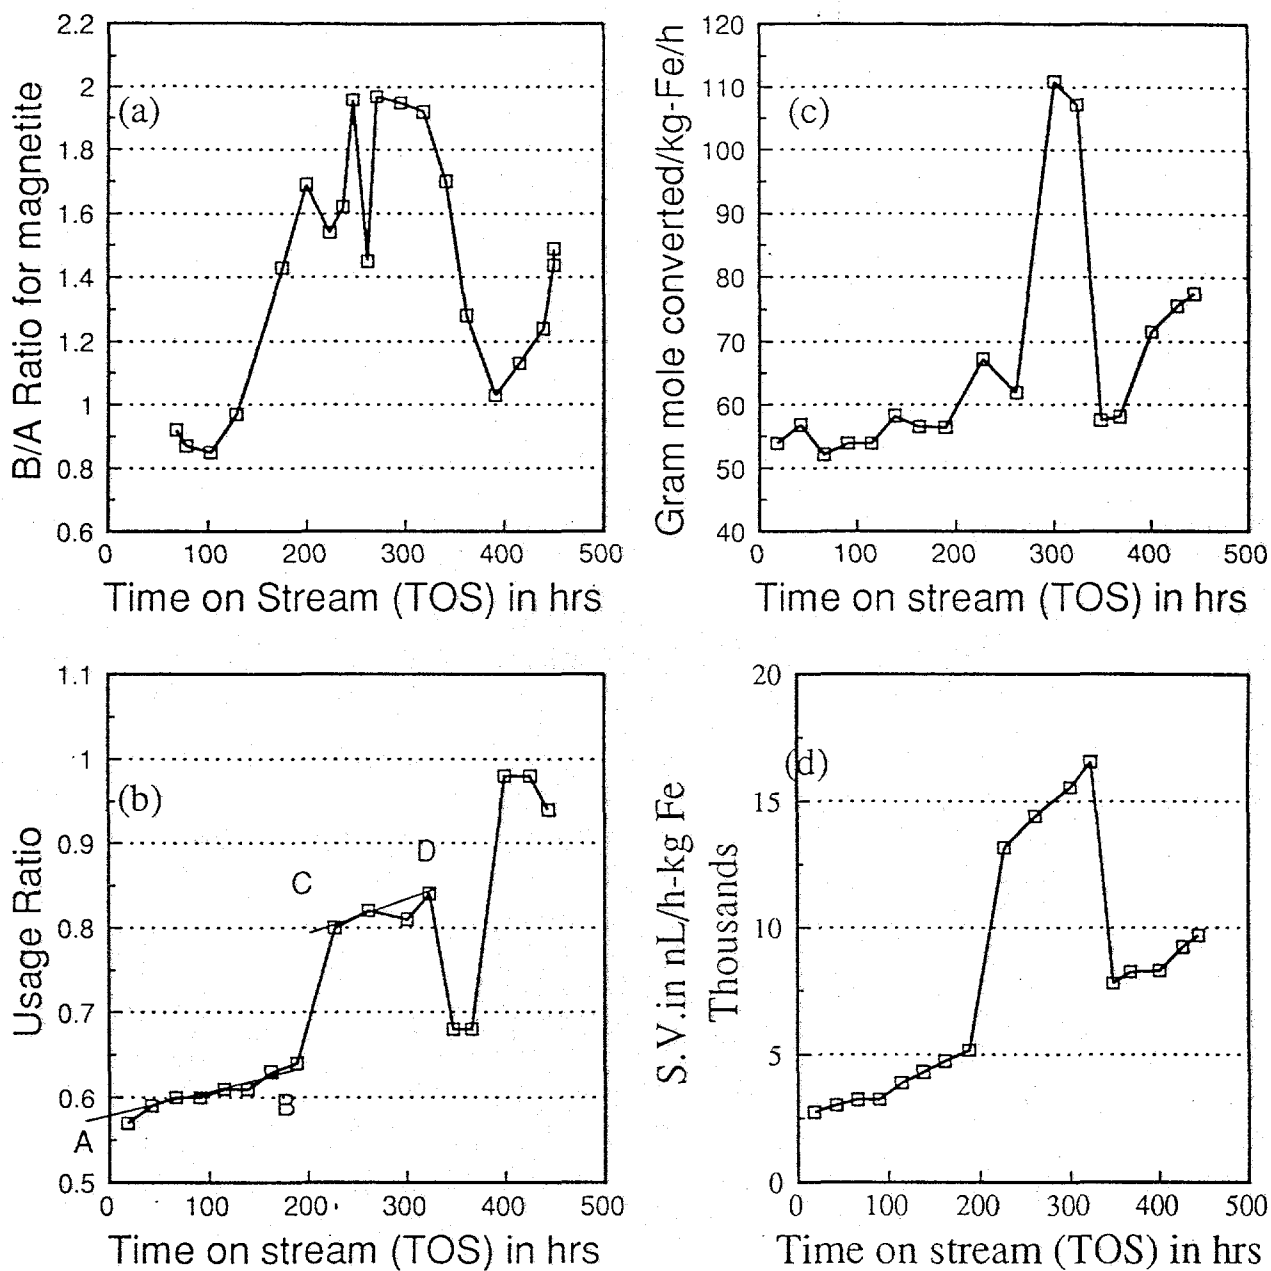 2.2
2
1.8
1.6
1.4
1.2
1
0.8
0.6
(a)
B/A Ratio for magnetite
0 100 200 300 400 500
Time on Stream (TOS) in hrs
120
110
100
90
80
70
60
50
40
(c)
Gram mole converted/kg-Fe/h
0 100 200 300 400 500
Time on stream (TOS) in hrs
1.1
1
0.9
0.8
0.7
0.6
0.5
(b)
Usage Ratio
A
B
C
D
0 100 200 300 400 500
Time on stream (TOS) in hrs
20
15
10
5
0
(d)
S.V.in nL/h-kg Fe
Thousands
0 100 200 300 400 500
Time on stream (TOS) in hrs